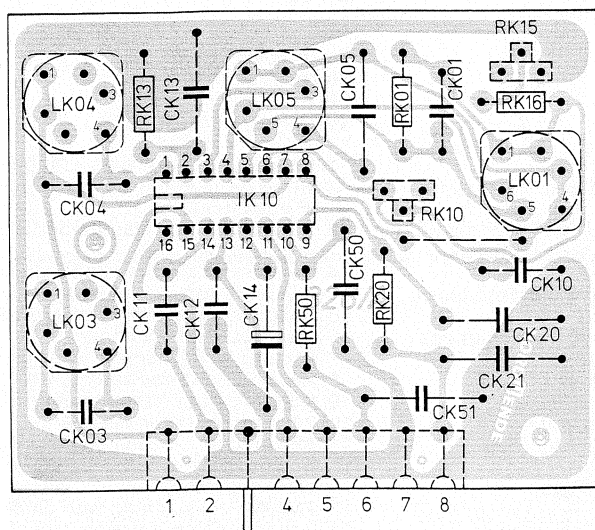 RK15
LK04
1
3
4
RK13
CK13
LK05
1
3
5
4
CK05
RK01
CK01
RK16
CK04
1 2 3 4 5 6 7 8
IK10
16 15 14 13 12 11 10 9
RK10
LK01
1
6
5
4
LK03
1
3
4
CK11
CK12
CK14
RK50
CK50
RK20
CK10
CK20
CK21
CK03
CK51
1 2 4 5 6 7 8